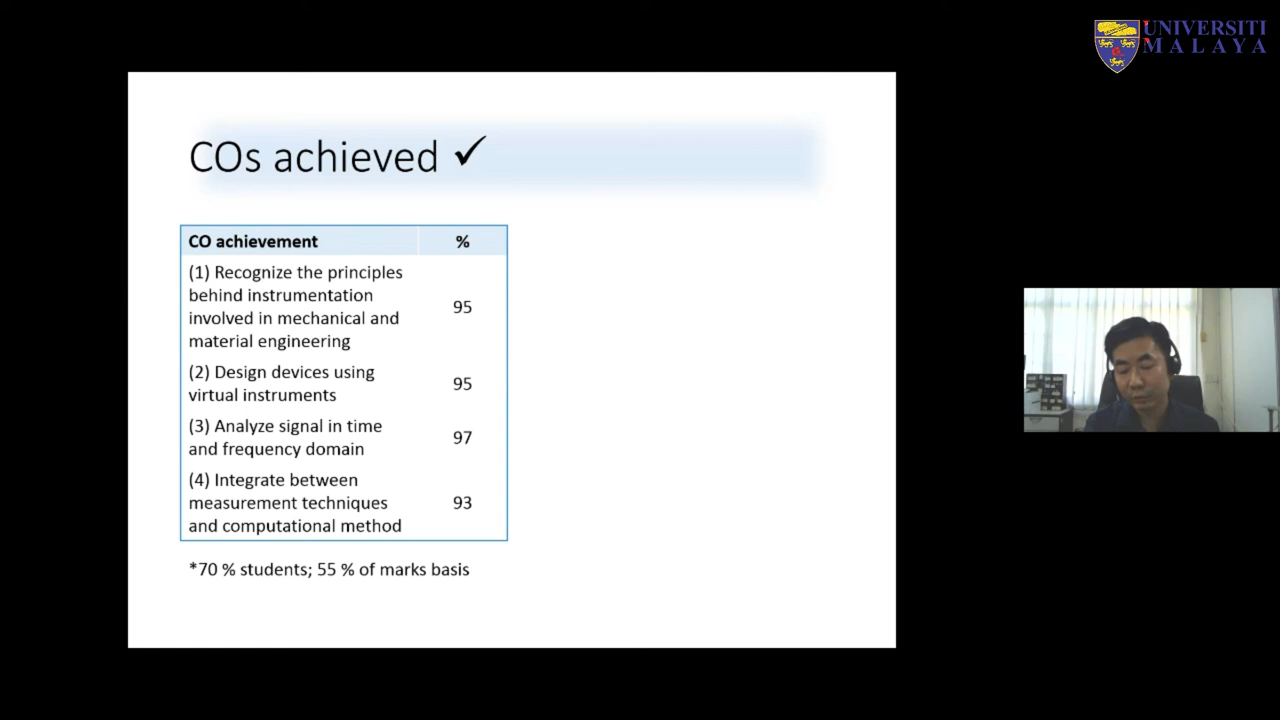 UNIVERSITI
MALAYA
COs achieved ✓
CO achievement %
(1) Recognize the principles
behind instrumentation
involved in mechanical and
material engineering
95
(2) Design devices using
virtual instruments
95
(3) Analyze signal in time
and frequency domain
97
(4) Integrate between
measurement techniques
and computational method
93
*70 % students; 55 % of marks basis